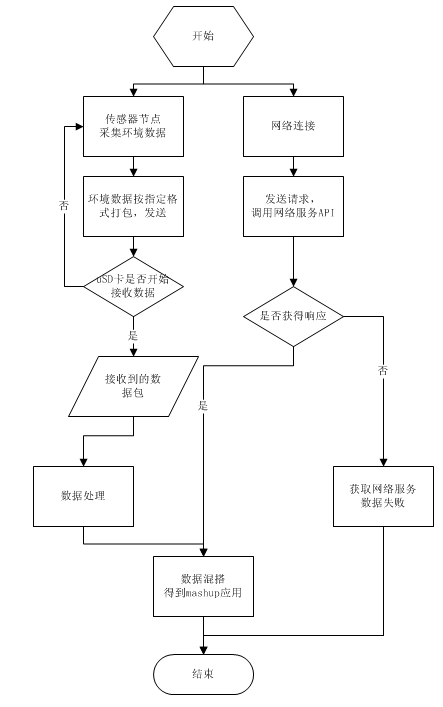 开始
传感器节点
采集环境数据
网络连接
环境数据按指定格
式打包，发送
发送请求，
调用网络服务API
否
uSD卡是否开始
接收数据
是否获得响应
是
否
接收到的数
据包
是
数据处理
获取网络服务
数据失败
数据混搭
得到mashup应用
结束